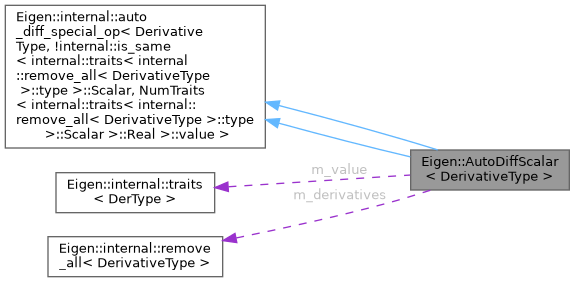 Eigen::internal::auto
_diff_special_op< Derivative
Type, !internal::is_same
< internal::traits< internal
::remove_all< DerivativeType
>::type >::Scalar, NumTraits
< internal::traits< internal::
remove_all< DerivativeType >::type
>::Scalar >::Real >::value >
Eigen::AutoDiffScalar
< DerivativeType >
m_value
Eigen::internal::traits
< DerType >
m_derivatives
Eigen::internal::remove
_all< DerivativeType >